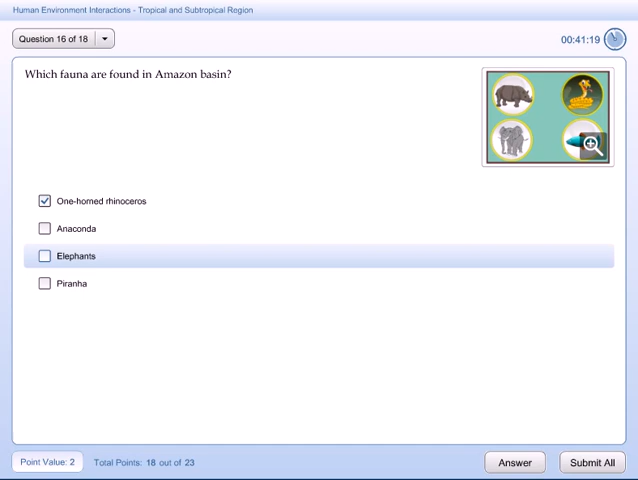 Human Environment Interactions - Tropical and Subtropical Region
Question 16 of 18
00:41:19
Which fauna are found in Amazon basin?
One-horned rhinoceros
Anaconda
Elephants
Piranha
Point Value: 2
Total Points: 18 out of 23
Answer
Submit All